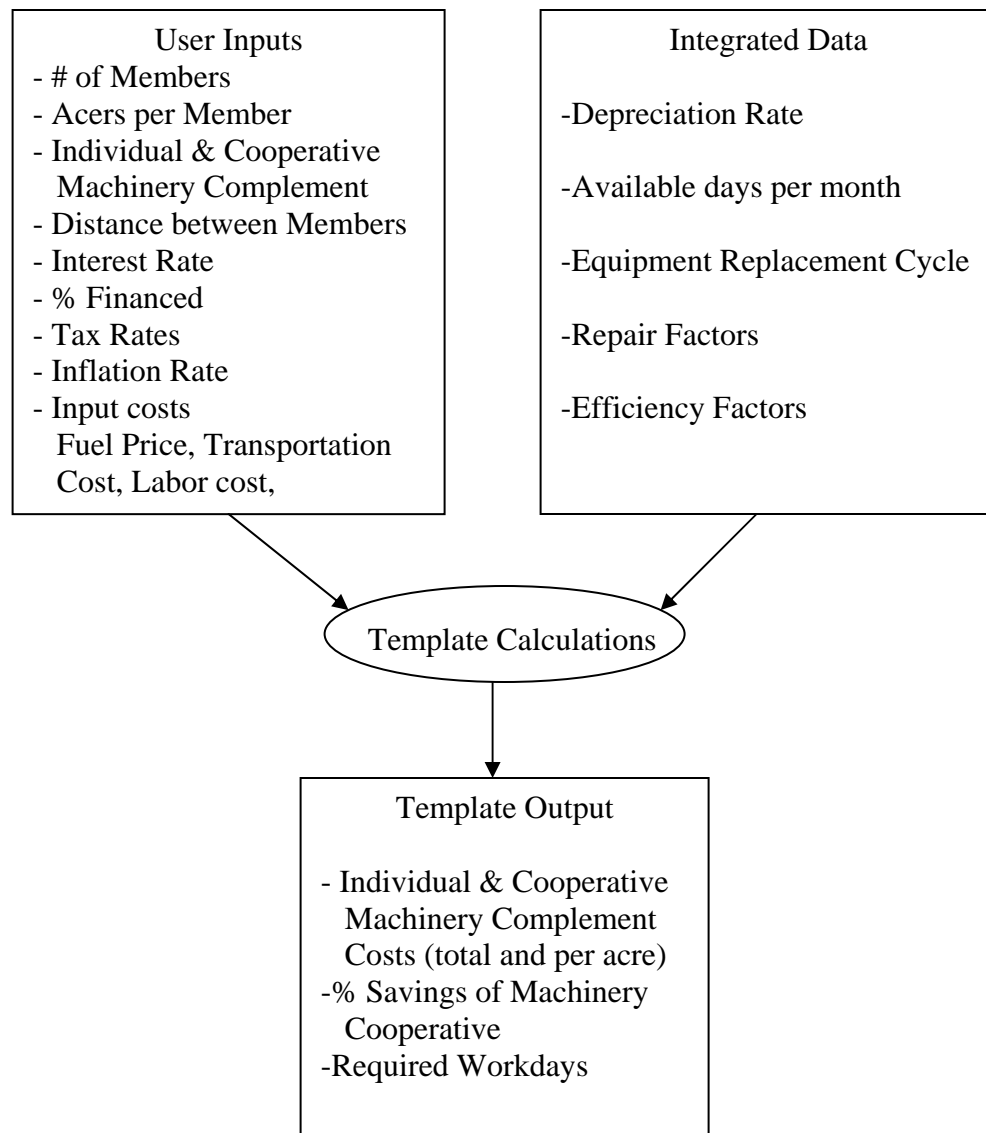 User Inputs
- # of Members
- Acers per Member
- Individual & Cooperative
Machinery Complement
- Distance between Members
- Interest Rate
- % Financed
- Tax Rates
- Inflation Rate
- Input costs
Fuel Price, Transportation
Cost, Labor cost,
Integrated Data
-Depreciation Rate
-Available days per month
-Equipment Replacement Cycle
-Repair Factors
-Efficiency Factors
Template Calculations
Template Output
- Individual & Cooperative
Machinery Complement
Costs (total and per acre)
-% Savings of Machinery
Cooperative
-Required Workdays